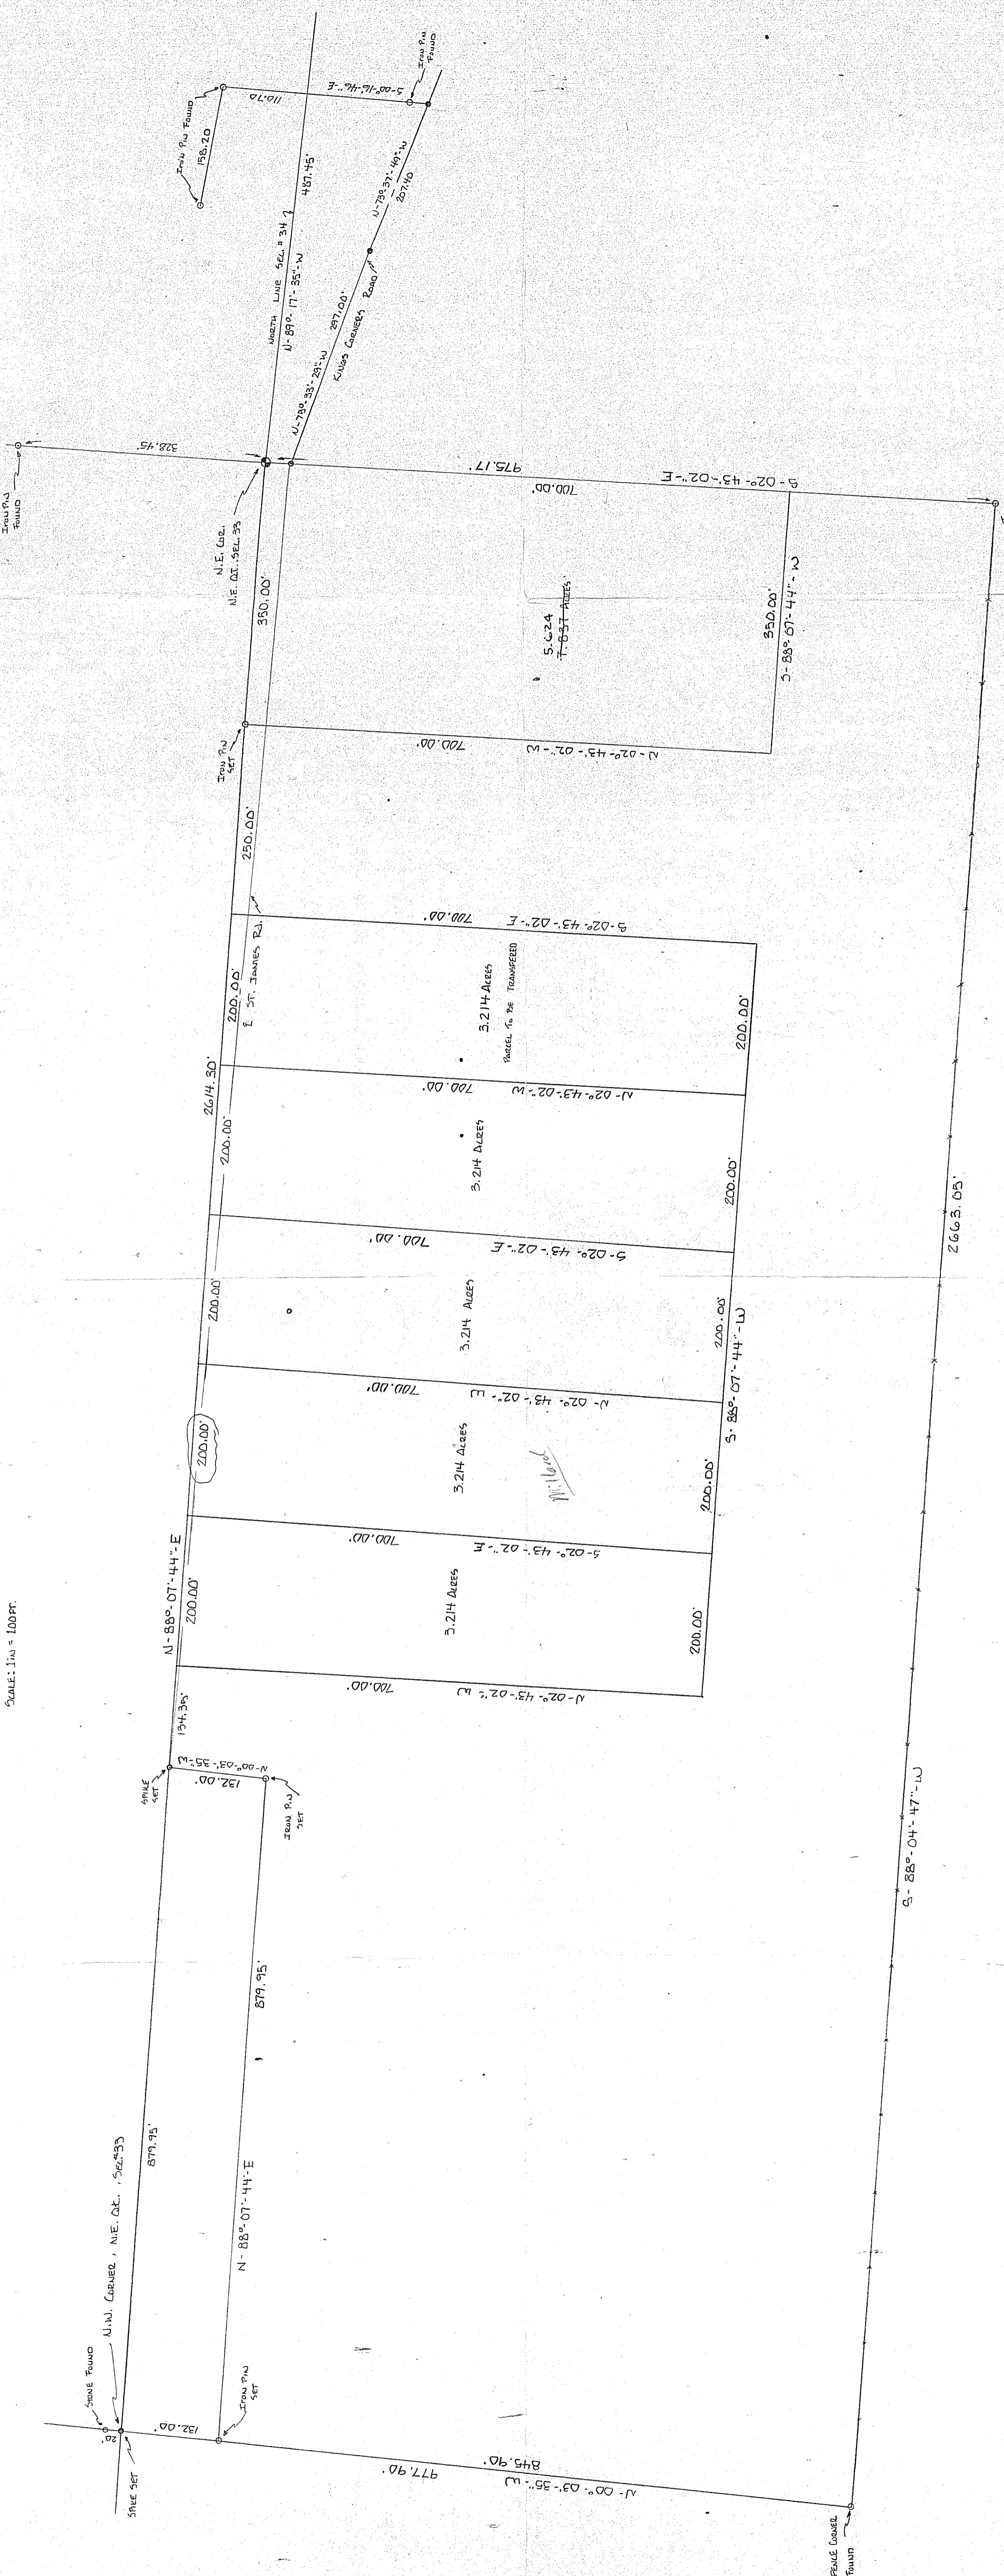 IRON PIN
FOUND
IRON PIN FOUND
158.20
110.70
S-00°-16'-46"-E
IRON PIN
FOUND
NORTH LINE SEC. # 34
487.45'
N-89°-17'-35"-W
N-73°-37'-49"-W
207.40
N-73°-33'-29"-W 297.00'
KINGS CORNERS ROAD
328.45'
N.E. COR.
N.E. QT. SEC. 33
975.17'
700.00' S-02°-43'-02"-E
350.00'
5.624
7.837 ACRES
350.00'
S-88°-07'-44"-W
IRON PIN
SET
700.00' N-02°-43'-02"-W
250.00'
700.00' S-02°-43'-02"-E
200.00'
℄ ST. JAMES RD.
3.214 ACRES
PARCEL TO BE TRANSFERED
200.00'
2614.30'
700.00' N-02°-43'-02"-W
200.00'
3.214 ACRES
200.00'
2663.05'
700.00' S-02°-43'-02"-E
200.00'
3.214 ACRES
200.00'
S-88°-07'-44"-W
700.00' N-02°-43'-02"-W
200.00'
3.214 ACRES
Millard
200.00'
700.00' S-02°-43'-02"-E
SCALE: 1IN = 100FT.
N-88°-07'-44"-E
200.00'
3.214 ACRES
200.00'
700.00' N-02°-43'-02"-W
134.35'
SPIKE
SET
N-00°-03'-35"-W
132.00'
IRON PIN
SET
S-88°-04'-47"-W
879.95'
879.95'
N-88°-07'-44"-E
STONE FOUND
N.W. CORNER, N.E. Qt., SEC. 33
20'
SPKE SET
132.00'
IRON PIN
SET
845.90'
977.90' N-00°-03'-35"-W
FENCE CORNER
FOUND